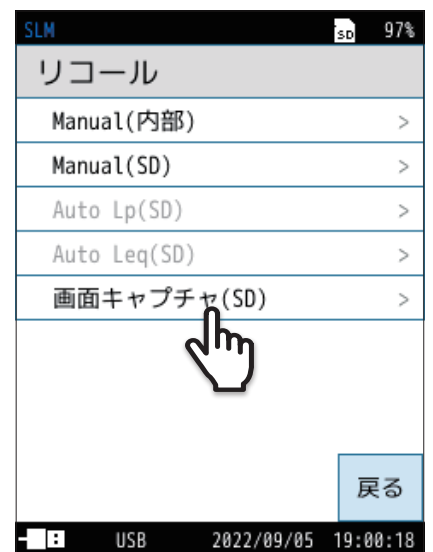 SLM SD 97%
リコール
Manual(内部) >
Manual(SD) >
Auto Lp(SD) >
Auto Leq(SD) >
画面キャプチャ(SD) >
戻る
USB 2022/09/05 19:00:18